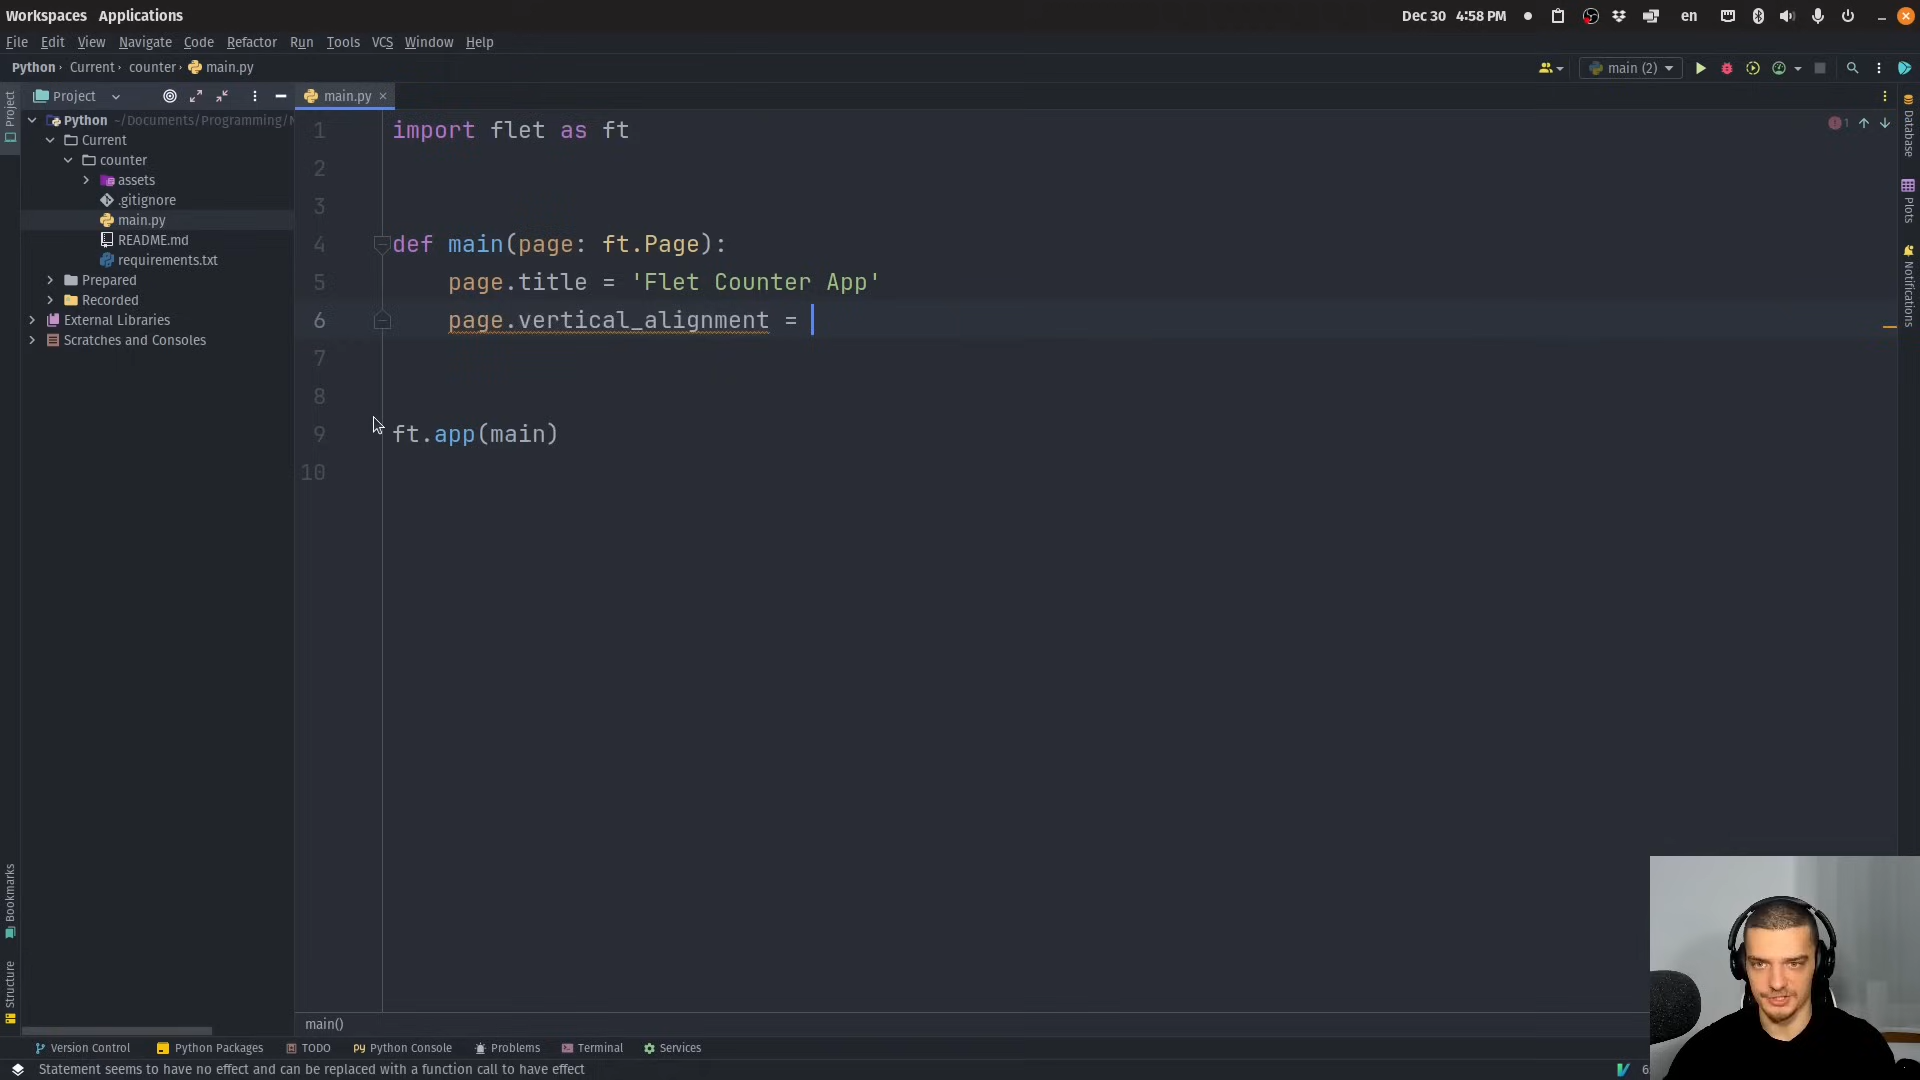 Workspaces Applications
Dec 30 4:58 PM
en
File Edit View Navigate Code Refactor Run Tools VCS Window Help
Python Current counter main.py
main (2)
Project
main.py
Python ~/Documents/Programming/
Current
counter
assets
.gitignore
main.py
README.md
requirements.txt
Prepared
Recorded
External Libraries
Scratches and Consoles
Project
Bookmarks
Structure
1 import flet as ft
2
3
4 def main(page: ft.Page):
5 page.title = 'Flet Counter App'
6 page.vertical_alignment =
7
8
9 ft.app(main)
10
1
Database
Plots
Notifications
main()
Version Control Python Packages TODO Python Console Problems Terminal Services
Statement seems to have no effect and can be replaced with a function call to have effect